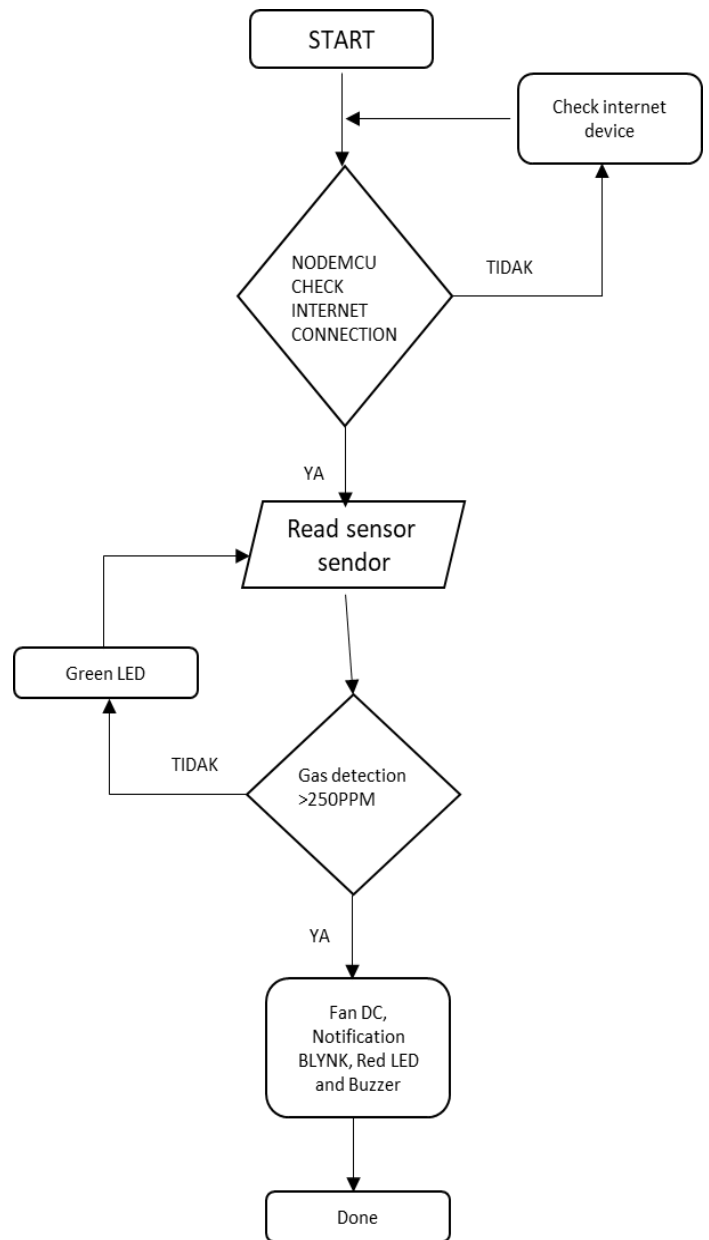 START
Check internet
device
NODEMCU
CHECK
INTERNET
CONNECTION
TIDAK
YA
Read sensor
sendor
Green LED
TIDAK
Gas detection
>250PPM
YA
Fan DC,
Notification
BLYNK, Red LED
and Buzzer
Done